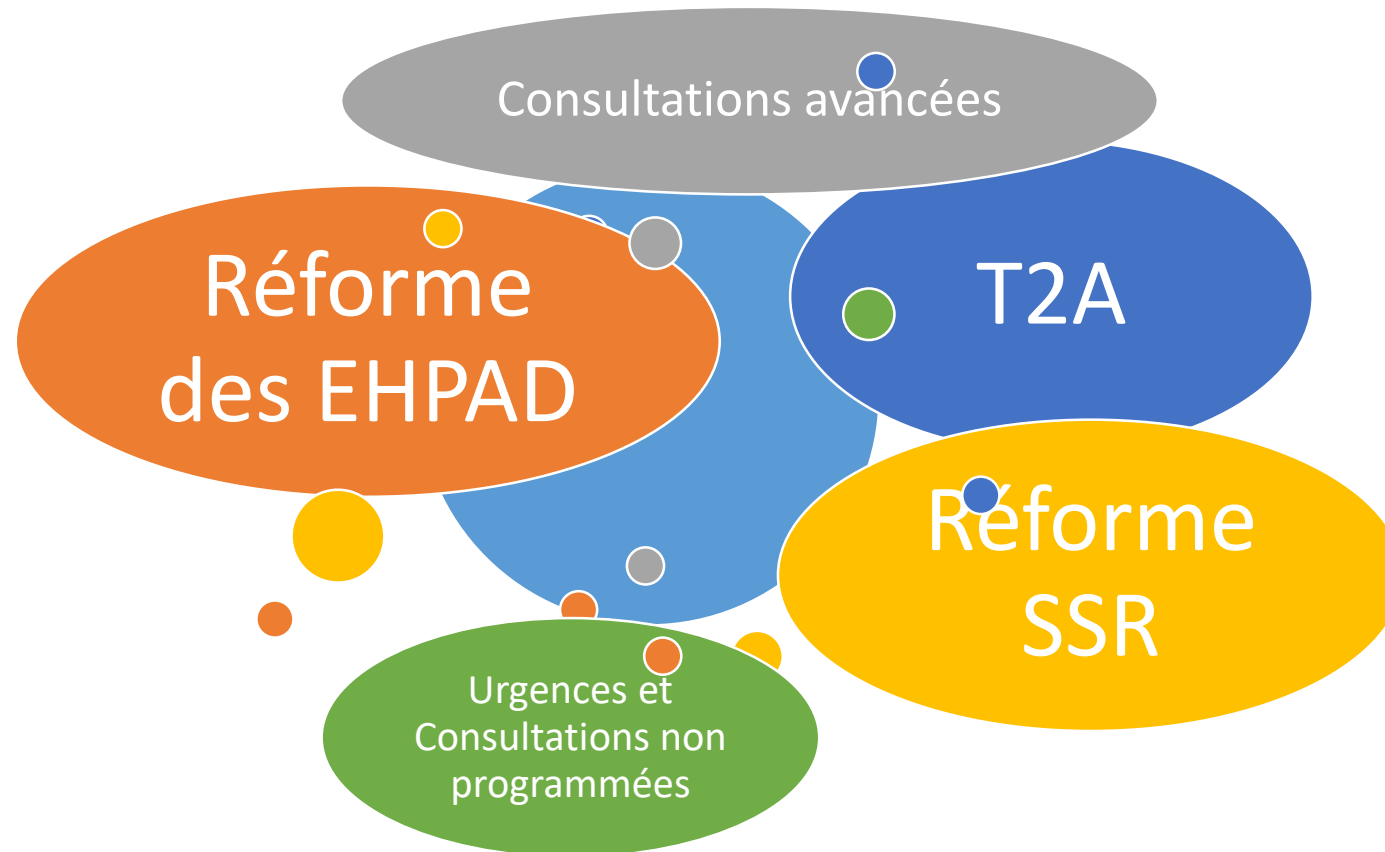 Consultations avancées
Réforme
des EHPAD
T2A
Réforme
SSR
Urgences et
Consultations non
programmées